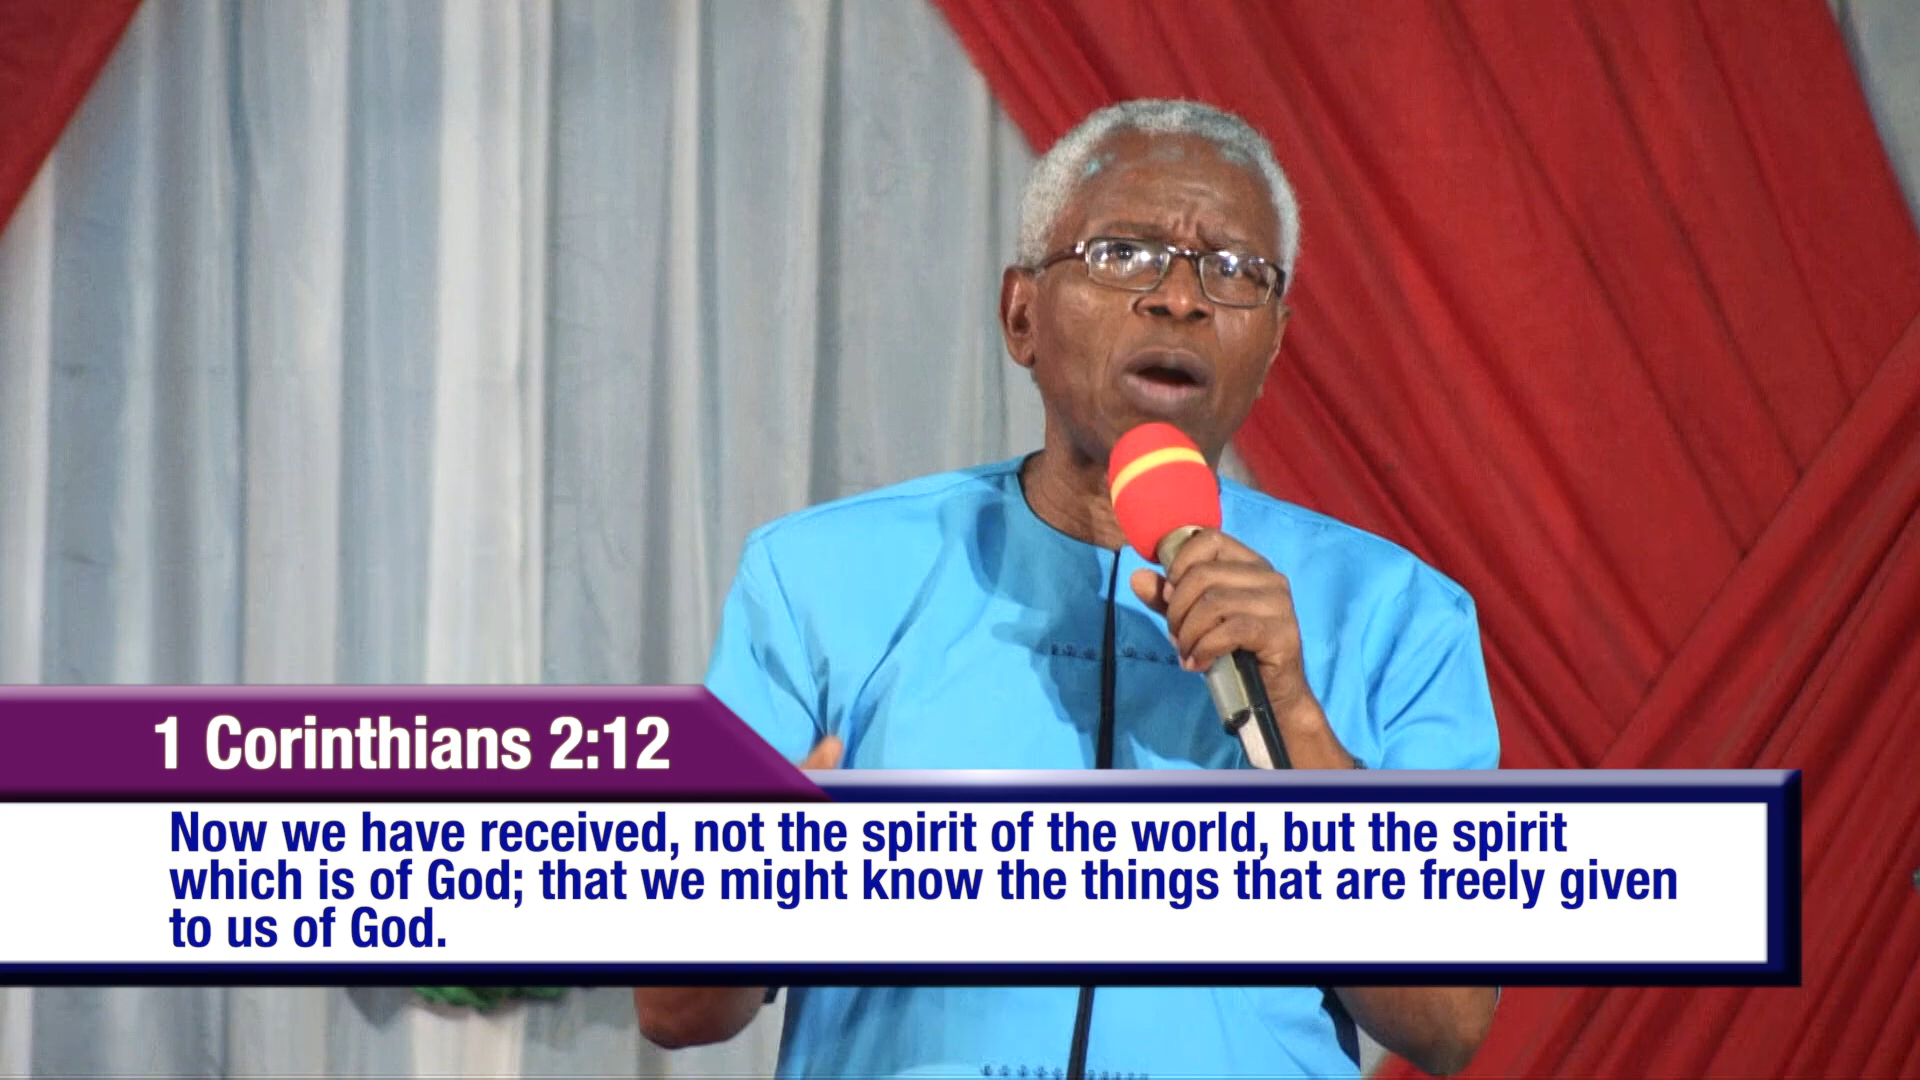 1 Corinthians 2:12
Now we have received, not the spirit of the world, but the spirit
which is of God; that we might know the things that are freely given
to us of God.